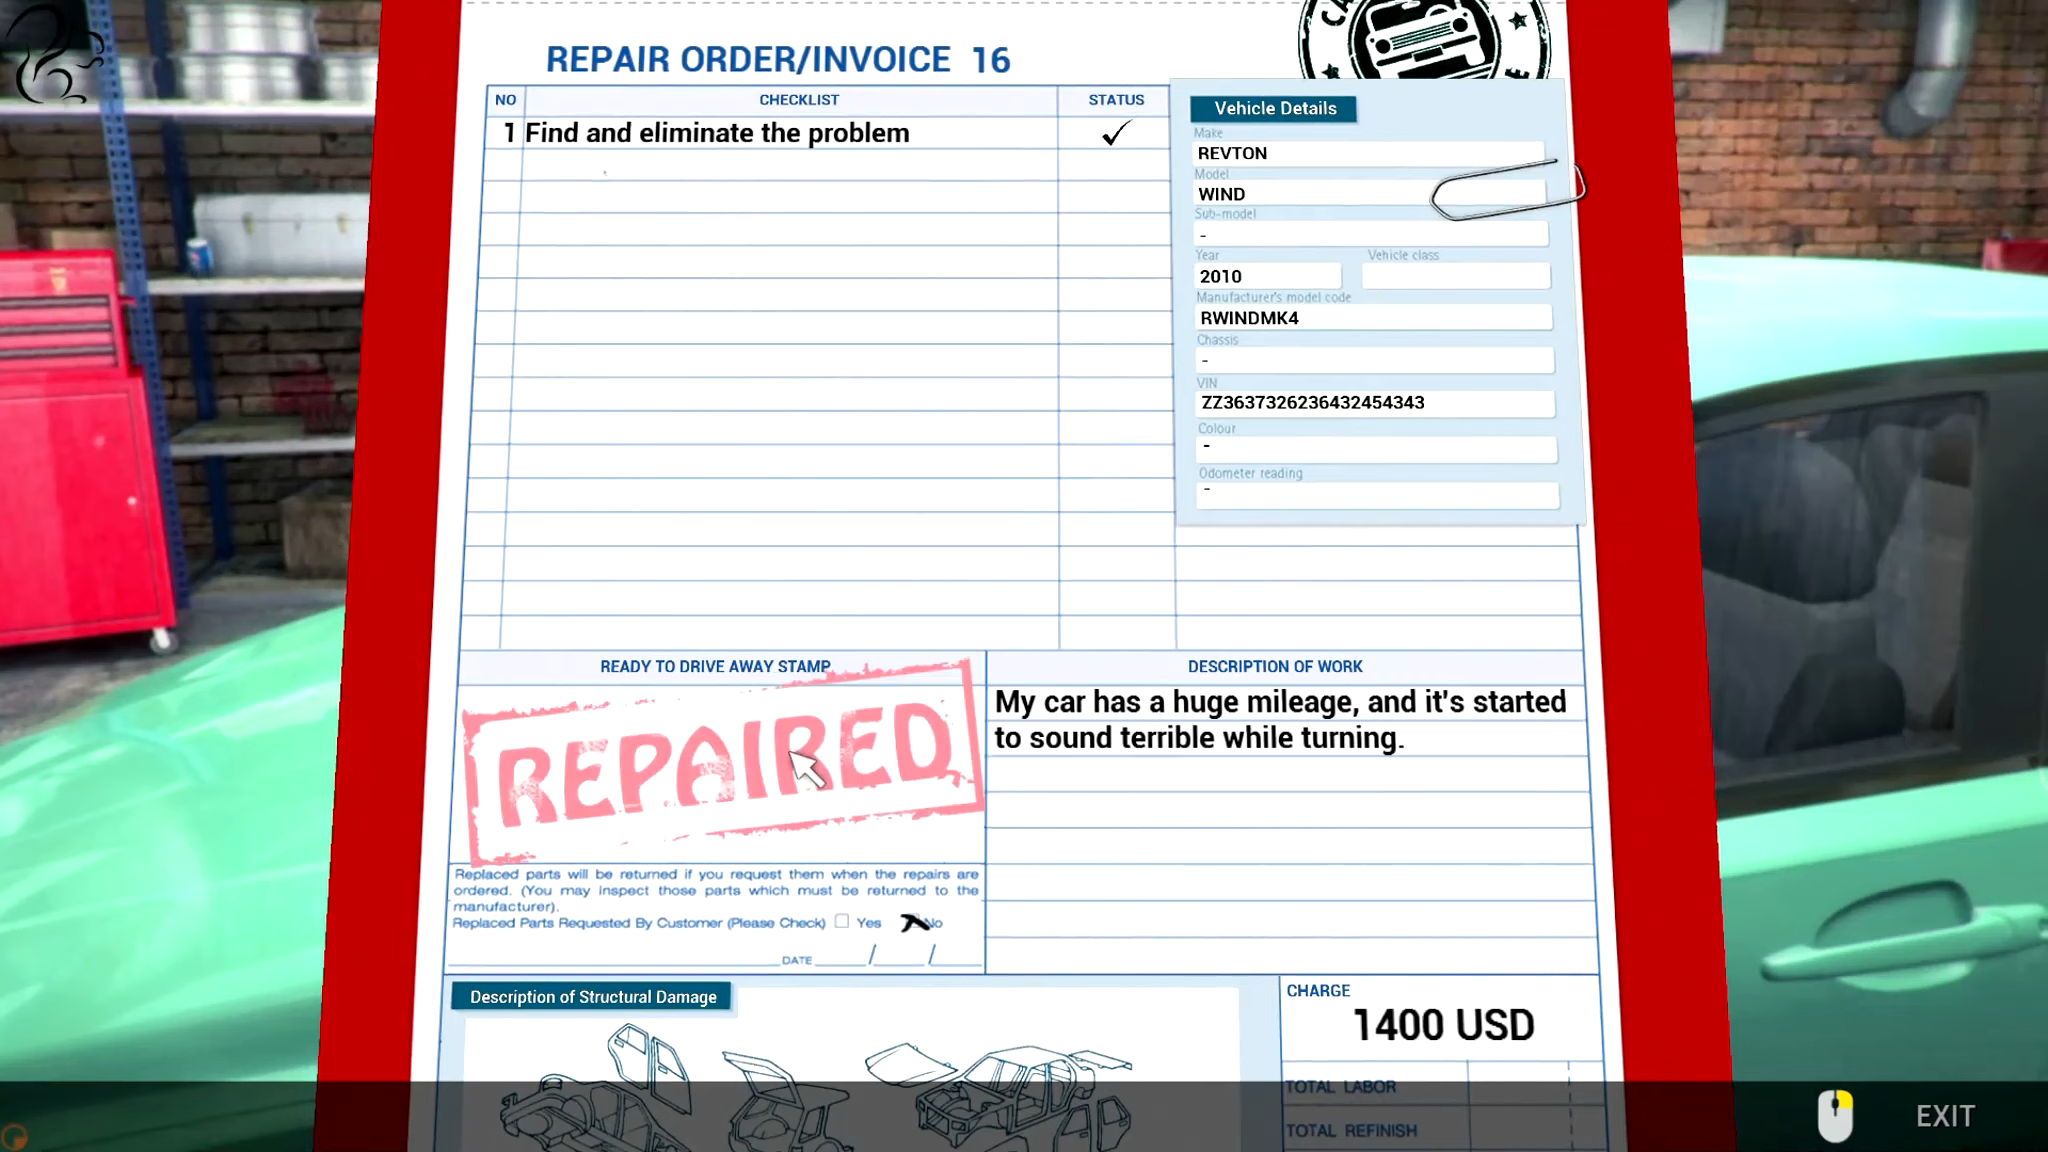 REPAIR ORDER/INVOICE 16
NO CHECKLIST STATUS
1 Find and eliminate the problem
Vehicle Details
Make
REVTON
Model
WIND
Sub-model
-
Year Vehicle class
2010
Manufacturer's model code
RWINDMK4
Chassis
-
VIN
ZZ3637326236432454343
Colour
-
Odometer reading
-
READY TO DRIVE AWAY STAMP
REPAIRED
Replaced parts will be returned if you request them when the repairs are
ordered. (You may inspect those parts which must be returned to the
manufacturer).
Replaced Parts Requested By Customer (Please Check) Yes No
DATE / /
DESCRIPTION OF WORK
My car has a huge mileage, and it's started
to sound terrible while turning.
Description of Structural Damage
CHARGE
1400 USD
TOTAL LABOR
TOTAL REFINISH
EXIT